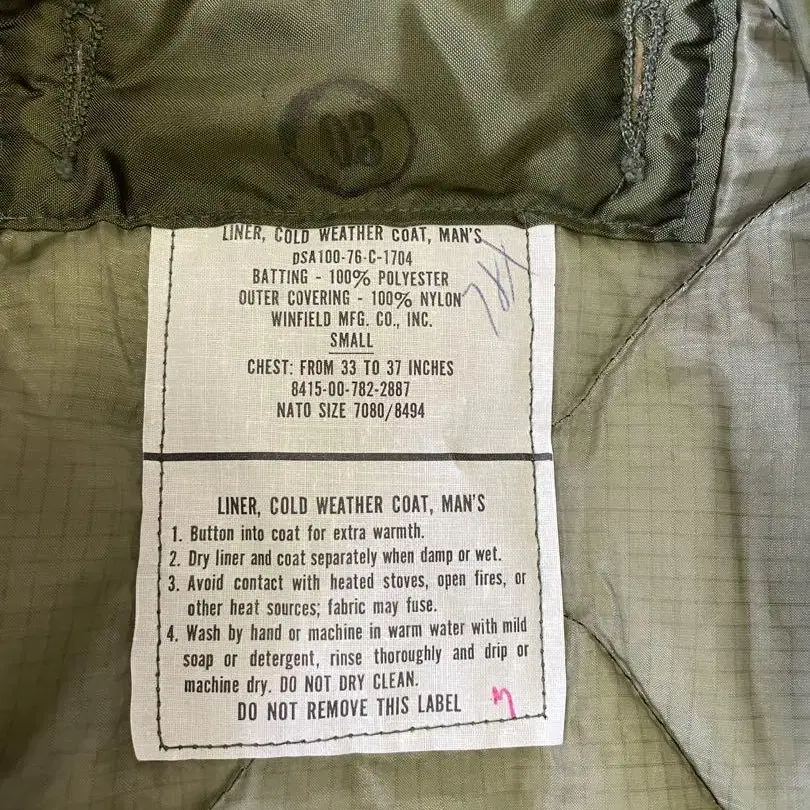 03
LINER, COLD WEATHER COAT, MAN'S
DSA100-76-C-1704
BATTING - 100% POLYESTER
OUTER COVERING - 100% NYLON
WINFIELD MFG. CO., INC.
SMALL
CHEST: FROM 33 TO 37 INCHES
8415-00-782-2887
NATO SIZE 7080/8494
LINER, COLD WEATHER COAT, MAN'S
1. Button into coat for extra warmth.
2. Dry liner and coat separately when damp or wet.
3. Avoid contact with heated stoves, open fires, or
other heat sources; fabric may fuse.
4. Wash by hand or machine in warm water with mild
soap or detergent, rinse thoroughly and drip or
machine dry. DO NOT DRY CLEAN.
DO NOT REMOVE THIS LABEL